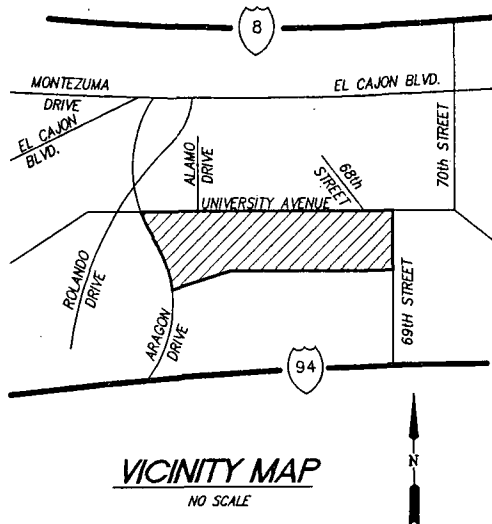 8
MONTEZUMA
DRIVE
EL CAJON BLVD.
EL CAJON
BLVD.
70th STREET
ALAMO
DRIVE
68th
STREET
UNIVERSITY AVENUE
ROLANDO
DRIVE
ARAGON
DRIVE
69th STREET
94
VICINITY MAP
NO SCALE
N